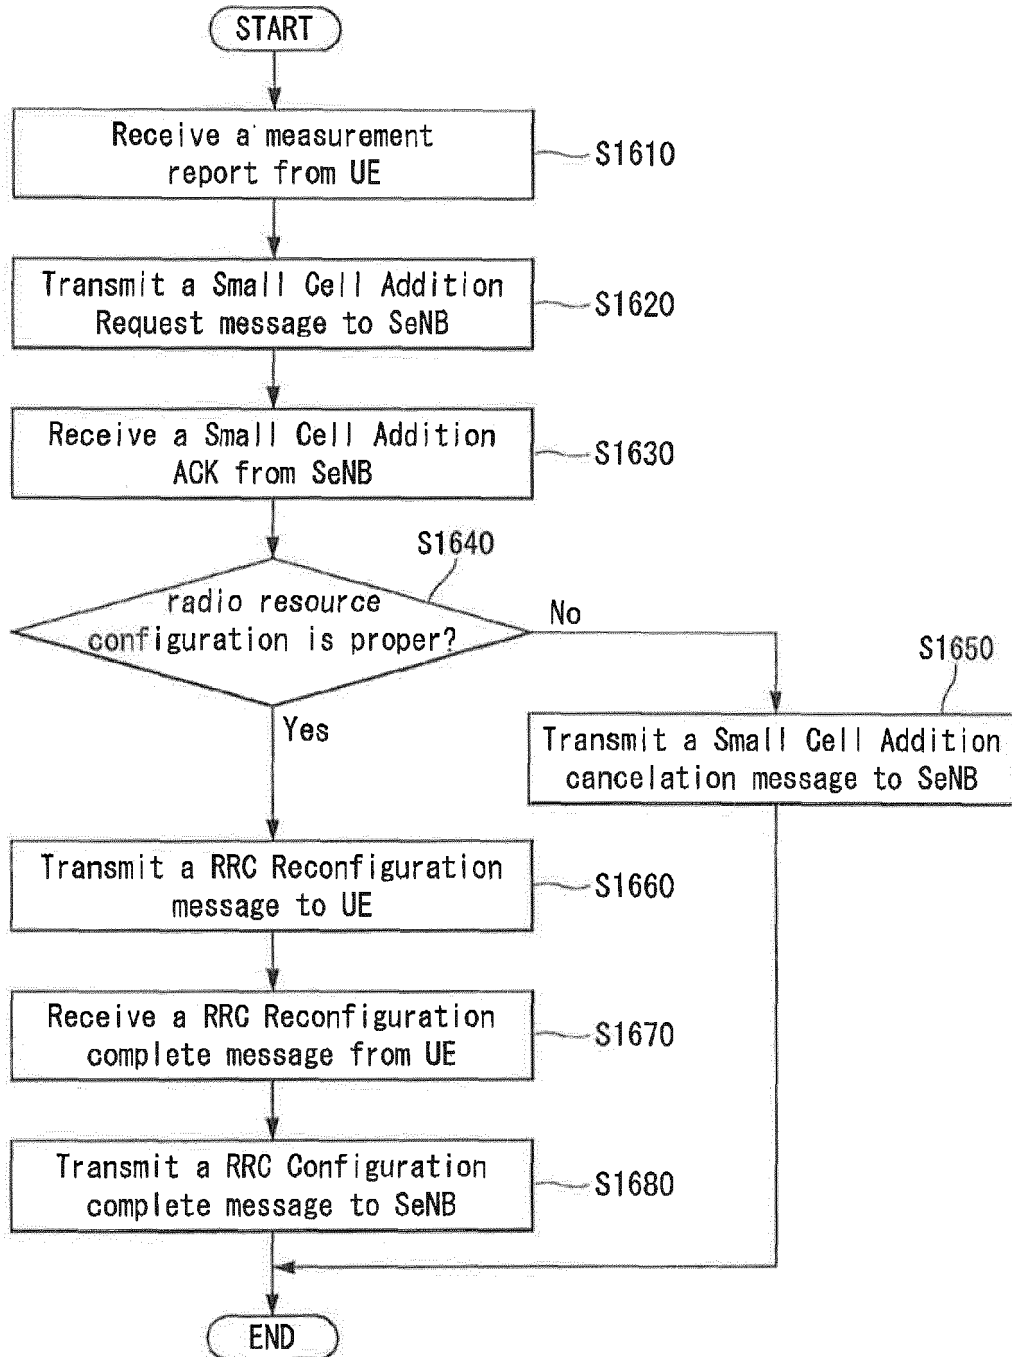 START
Receive a measurement
report from UE
S1610
Transmit a Small Cell Addition
Request message to SeNB
S1620
Receive a Small Cell Addition
ACK from SeNB
S1630
S1640
radio resource
configuration is proper?
No
Yes
S1650
Transmit a Small Cell Addition
cancelation message to SeNB
Transmit a RRC Reconfiguration
message to UE
S1660
Receive a RRC Reconfiguration
complete message from UE
S1670
Transmit a RRC Configuration
complete message to SeNB
S1680
END